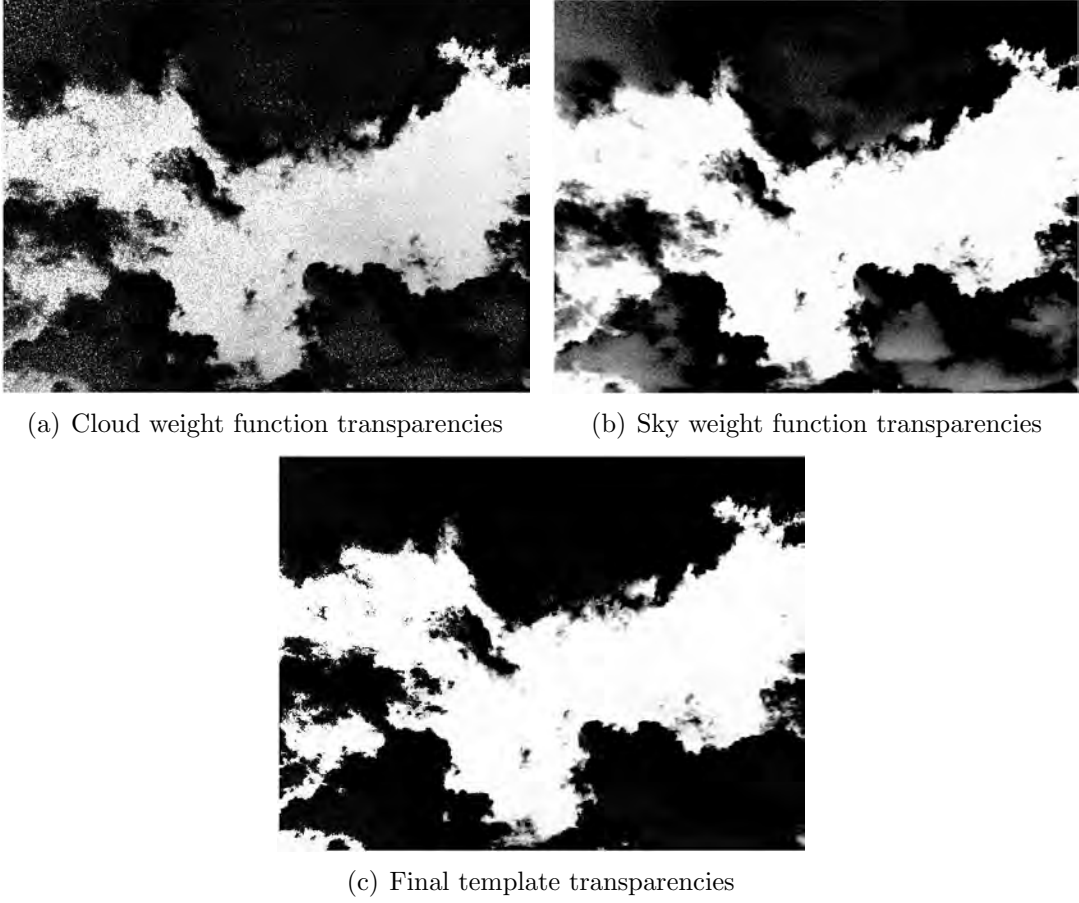 (a) Cloud weight function transparencies
(b) Sky weight function transparencies
(c) Final template transparencies